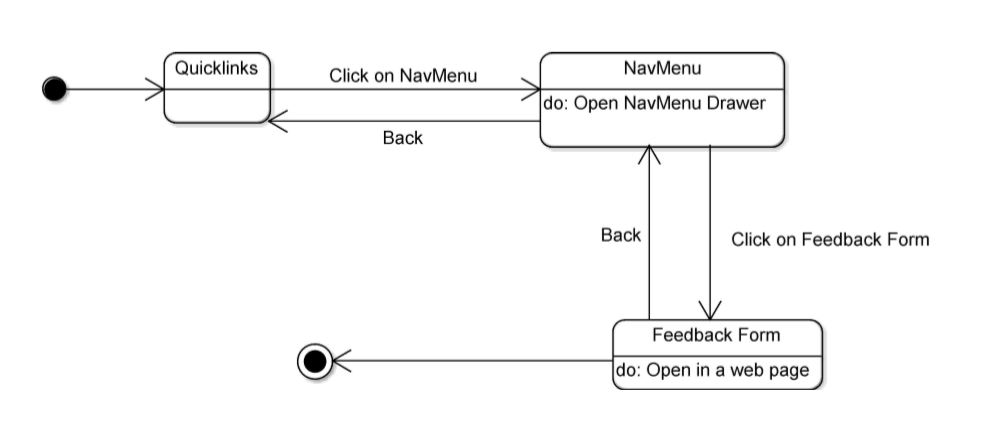 Quicklinks
Click on NavMenu
NavMenu
do: Open NavMenu Drawer
Back
Back
Click on Feedback Form
Feedback Form
do: Open in a web page